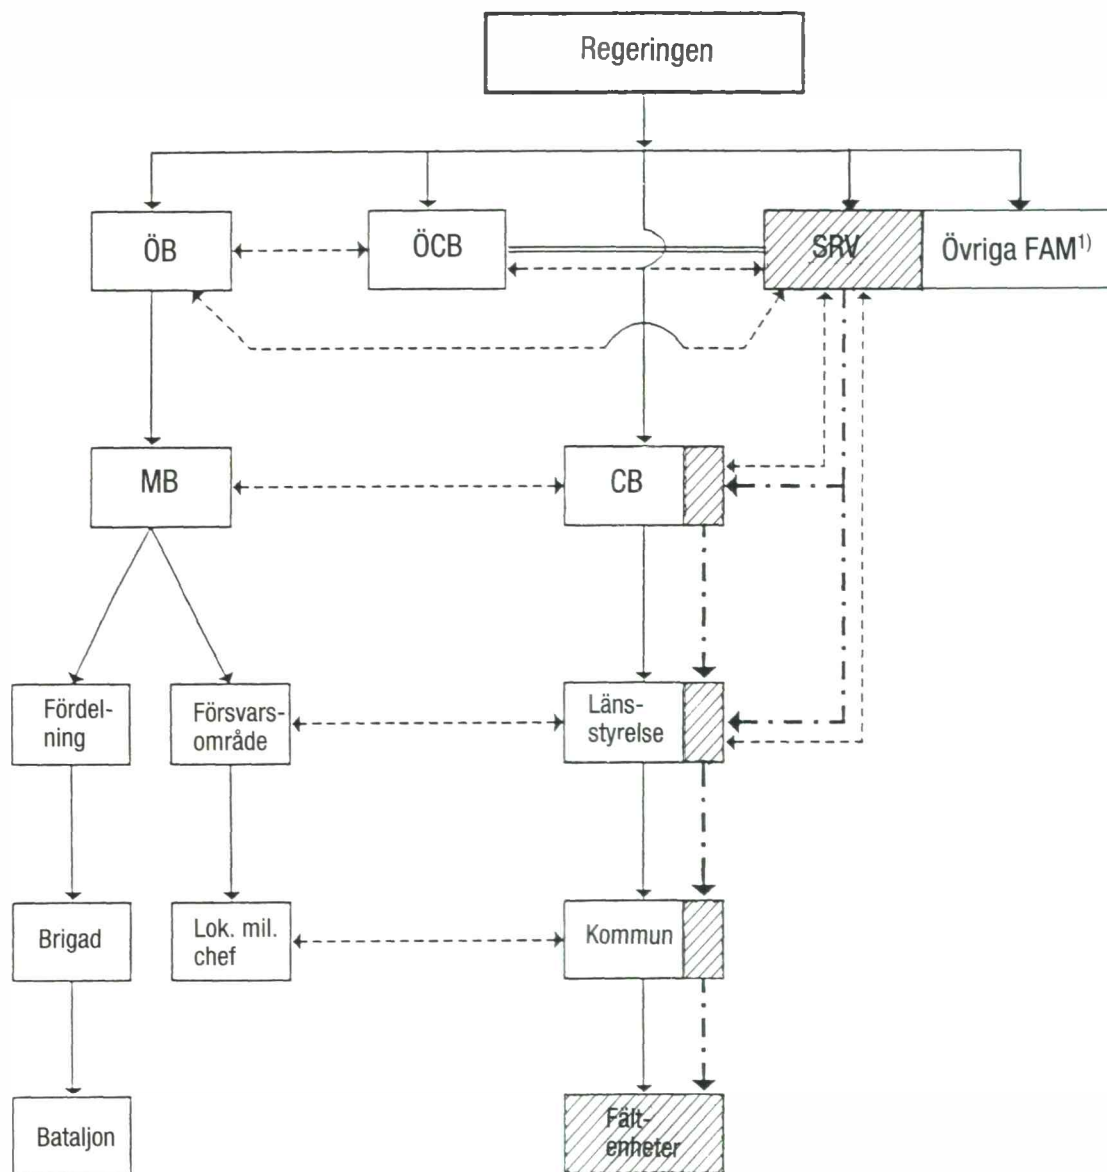 Regeringen
ÖB
ÖCB
SRV
Övriga FAM¹⁾
MB
CB
Fördel-
ning
Försvars-
område
Läns-
styrelse
Brigad
Lok. mil.
chef
Kommun
Bataljon
Fält-
enheter